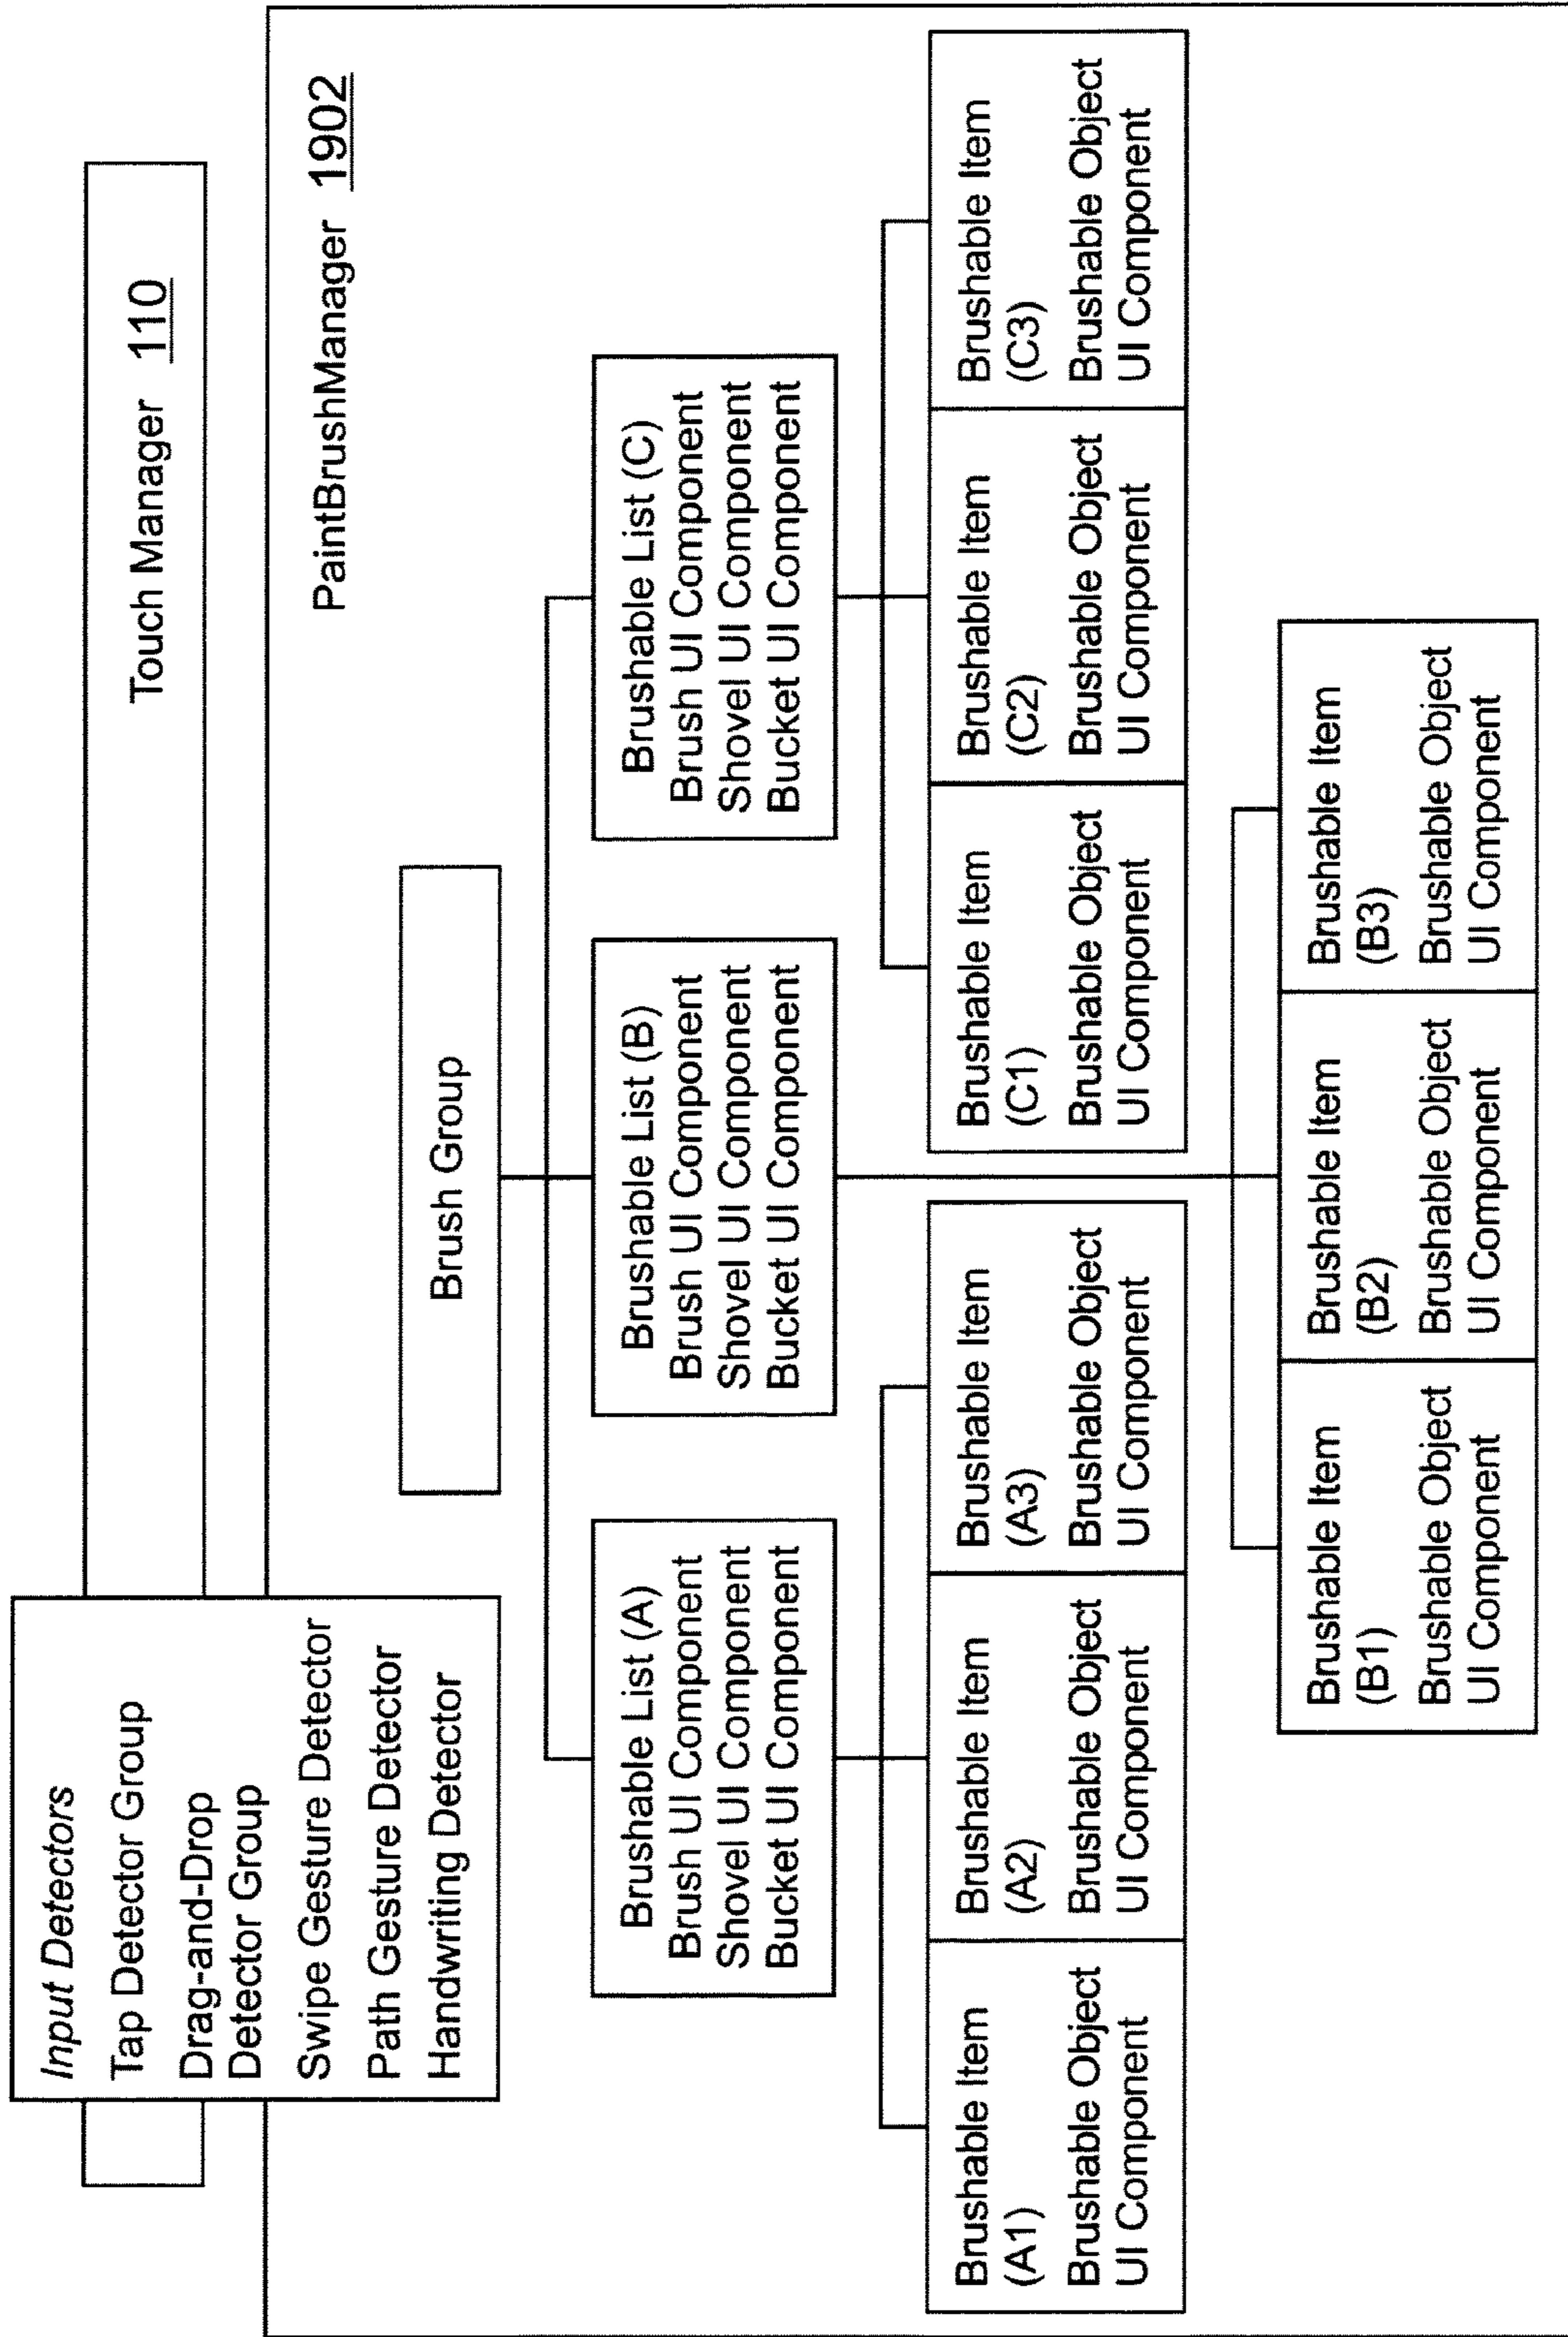 Input Detectors
Tap Detector Group
Drag-and-Drop
Detector Group
Swipe Gesture Detector
Path Gesture Detector
Handwriting Detector
Touch Manager 110
PaintBrushManager 1902
Brush Group
Brushable List (A)
Brush UI Component
Shovel UI Component
Bucket UI Component
Brushable List (B)
Brush UI Component
Shovel UI Component
Bucket UI Component
Brushable List (C)
Brush UI Component
Shovel UI Component
Bucket UI Component
Brushable Item
(A1)
Brushable Object
UI Component
Brushable Item
(A2)
Brushable Object
UI Component
Brushable Item
(A3)
Brushable Object
UI Component
Brushable Item
(C1)
Brushable Object
UI Component
Brushable Item
(C2)
Brushable Object
UI Component
Brushable Item
(C3)
Brushable Object
UI Component
Brushable Item
(B1)
Brushable Object
UI Component
Brushable Item
(B2)
Brushable Object
UI Component
Brushable Item
(B3)
Brushable Object
UI Component